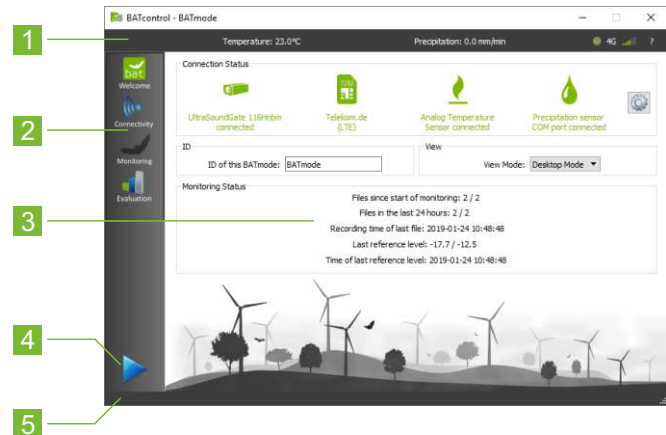 BATcontrol - BATmode
1
Temperature: 23.0°C Precipitation: 0.0 mm/min 4G ?
bat
Welcome
Connection Status
SIM
UltraSoundGate 116Hnbm
connected
Telekom.de
(LTE)
Analog Temperature
Sensor connected
Precipitation sensor
COM port connected
2
Connectivity
Monitoring
Evaluation
ID
ID of this BATmode: BATmode
View
View Mode: Desktop Mode
Monitoring Status
3
Files since start of monitoring: 2 / 2
Files in the last 24 hours: 2 / 2
Recording time of last file: 2019-01-24 10:48:48
Last reference level: -17.7 / -12.5
Time of last reference level: 2019-01-24 10:48:48
4
5